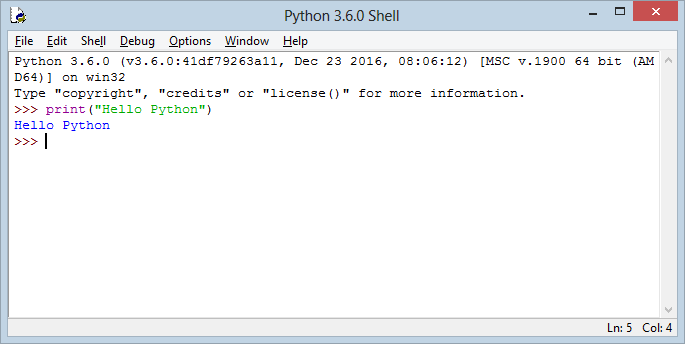 Python 3.6.0 Shell
File Edit Shell Debug Options Window Help
Python 3.6.0 (v3.6.0:41df79263a11, Dec 23 2016, 08:06:12) [MSC v.1900 64 bit (AM
D64)] on win32
Type "copyright", "credits" or "license()" for more information.
>>> print("Hello Python")
Hello Python
>>>
Ln: 5 Col: 4